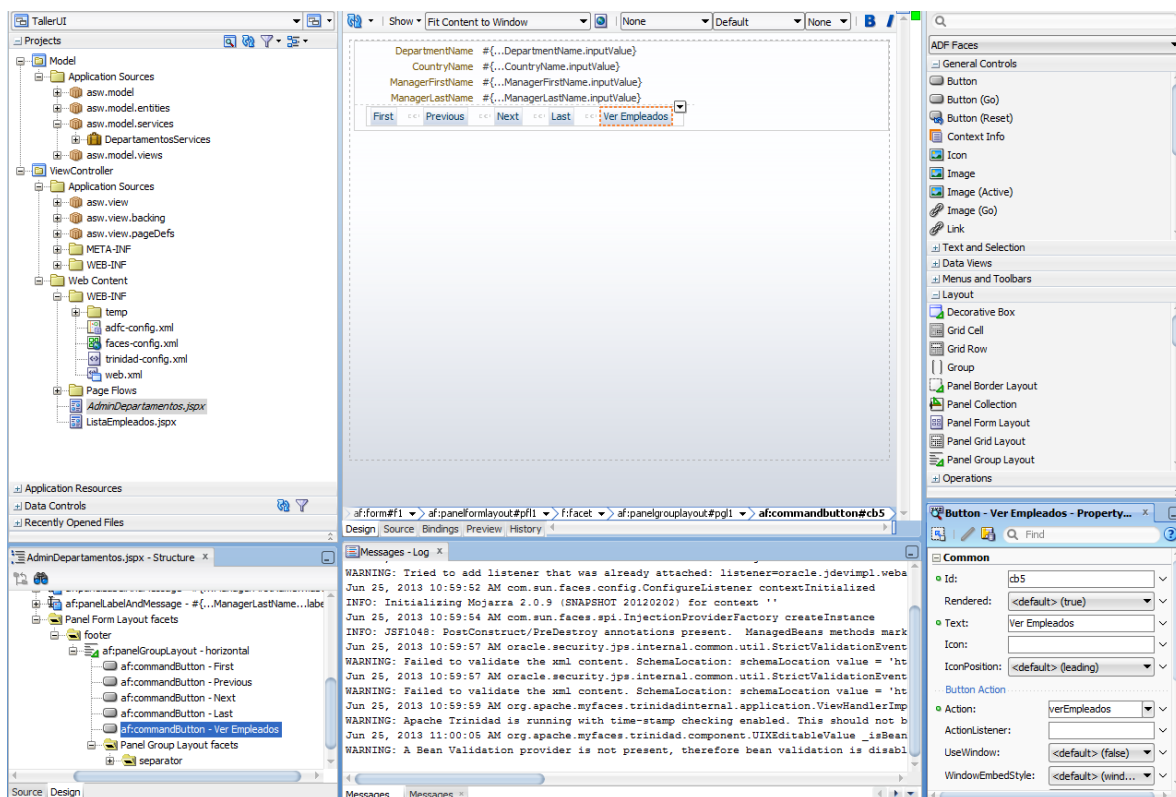 TallerUI
Projects
Model
Application Sources
asw.model
asw.model.entities
asw.model.services
DepartamentosServices
asw.model.views
ViewController
Application Sources
asw.view
asw.view.backing
asw.view.pageDefs
META-INF
WEB-INF
Web Content
WEB-INF
temp
adfc-config.xml
faces-config.xml
trinidad-config.xml
web.xml
Page Flows
AdminDepartamentos.jspx
ListaEmpleados.jspx
Application Resources
Data Controls
Recently Opened Files
Show Fit Content to Window None Default None B I
DepartmentName #{...DepartmentName.inputValue}
CountryName #{...CountryName.inputValue}
ManagerFirstName #{...ManagerFirstName.inputValue}
ManagerLastName #{...ManagerLastName.inputValue}
First Previous Next Last Ver Empleados
af:form#f1 af:panelformlayout#pfl1 f:facet af:panelgrouplayout#pgl1 af:commandbutton#cb5
Design Source Bindings Preview History
ADF Faces
General Controls
Button
Button (Go)
Button (Reset)
Context Info
Icon
Image
Image (Active)
Image (Go)
Link
Text and Selection
Data Views
Menus and Toolbars
Layout
Decorative Box
Grid Cell
Grid Row
Group
Panel Border Layout
Panel Collection
Panel Form Layout
Panel Grid Layout
Panel Group Layout
Operations
AdminDepartamentos.jspx - Structure
af:panelLabelAndMessage - #{...ManagerLastName...labe
Panel Form Layout facets
footer
af:panelGroupLayout - horizontal
af:commandButton - First
af:commandButton - Previous
af:commandButton - Next
af:commandButton - Last
af:commandButton - Ver Empleados
Panel Group Layout facets
separator
Source Design
Messages - Log
WARNING: Tried to add listener that was already attached: listener=oracle.jdevimpl.weba
Jun 25, 2013 10:59:52 AM com.sun.faces.config.ConfigureListener contextInitialized
INFO: Initializing Mojarra 2.0.9 (SNAPSHOT 20120202) for context ''
Jun 25, 2013 10:59:54 AM com.sun.faces.spi.InjectionProviderFactory createInstance
INFO: JSF1048: PostConstruct/PreDestroy annotations present.  ManagedBeans methods mark
Jun 25, 2013 10:59:57 AM oracle.security.jps.internal.common.util.StrictValidationEvent
WARNING: Failed to validate the xml content. SchemaLocation: schemaLocation value = 'ht
Jun 25, 2013 10:59:57 AM oracle.security.jps.internal.common.util.StrictValidationEvent
WARNING: Failed to validate the xml content. SchemaLocation: schemaLocation value = 'ht
Jun 25, 2013 10:59:59 AM org.apache.myfaces.trinidadinternal.application.ViewHandlerImp
WARNING: Apache Trinidad is running with time-stamp checking enabled. This should not b
Jun 25, 2013 11:00:05 AM org.apache.myfaces.trinidad.component.UIXEditableValue _isBean
WARNING: A Bean Validation provider is not present, therefore bean validation is disabl
Messages Messages
Button - Ver Empleados - Property...
Find
Common
Id: cb5
Rendered: <default> (true)
Text: Ver Empleados
Icon:
IconPosition: <default> (leading)
Button Action
Action: verEmpleados
ActionListener:
UseWindow: <default> (false)
WindowEmbedStyle: <default> (wind...